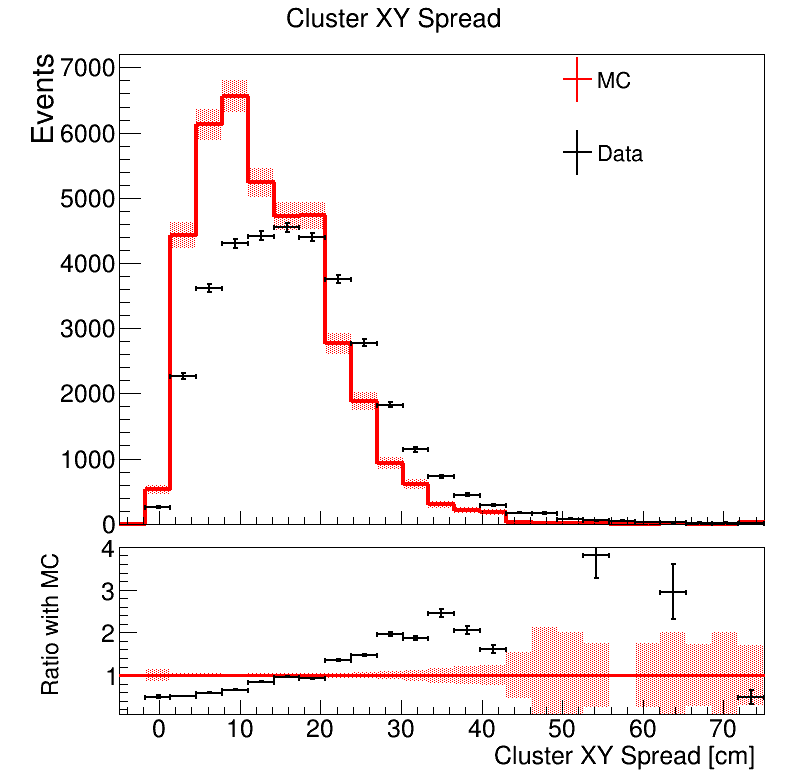 Cluster XY Spread
Events
7000
6000
5000
4000
3000
2000
1000
0
MC
Data
Ratio with MC
4
3
2
1
0 10 20 30 40 50 60 70
Cluster XY Spread [cm]